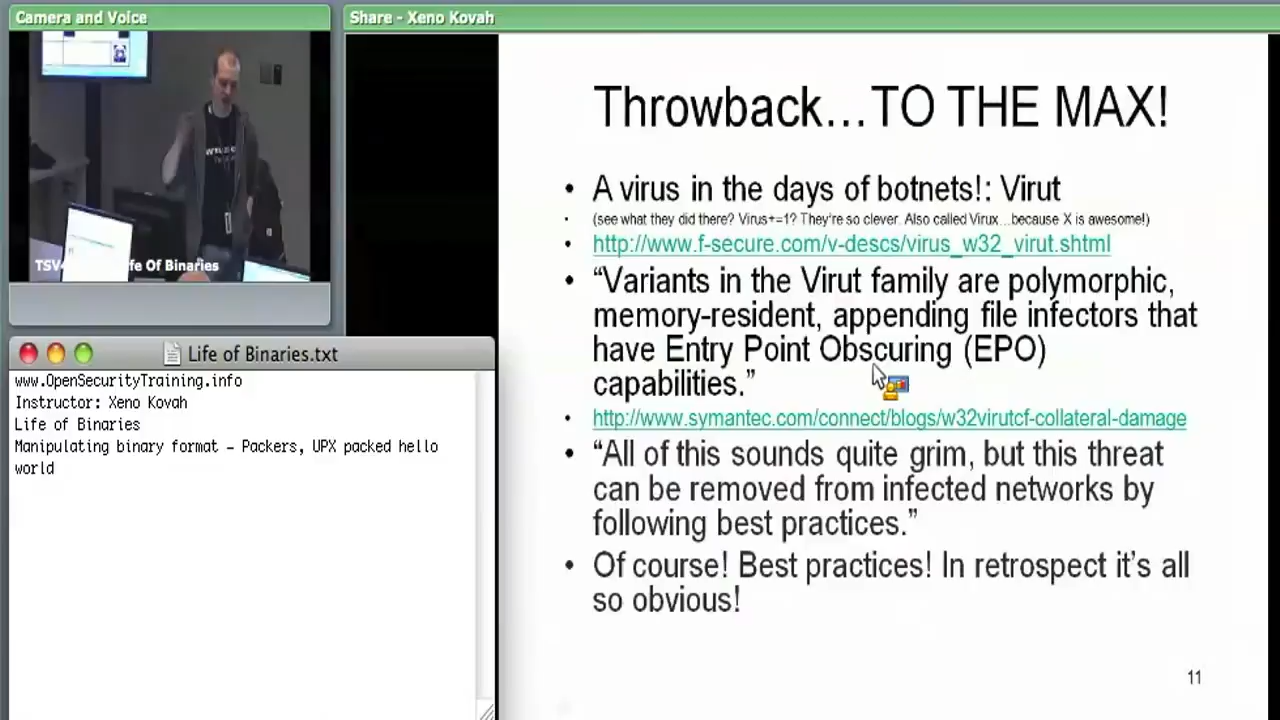 Camera and Voice
Share - Xeno Kovah
Life Of Binaries
Life of Binaries.txt
www.OpenSecurityTraining.info
Instructor: Xeno Kovah
Life of Binaries
Manipulating binary format – Packers, UPX packed hello
world
Throwback…TO THE MAX!
• A virus in the days of botnets!: Virut
• (see what they did there? Virus+=1? They're so clever. Also called Virux…because X is awesome!)
• http://www.f-secure.com/v-descs/virus_w32_virut.shtml
• “Variants in the Virut family are polymorphic,
memory-resident, appending file infectors that
have Entry Point Obscuring (EPO)
capabilities.”
• http://www.symantec.com/connect/blogs/w32virutcf-collateral-damage
• “All of this sounds quite grim, but this threat
can be removed from infected networks by
following best practices.”
• Of course! Best practices! In retrospect it’s all
so obvious!
11